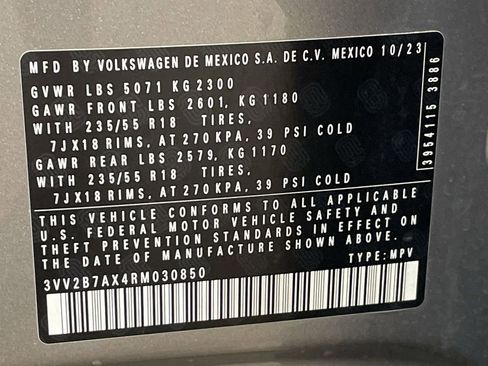 MFD BY VOLKSWAGEN DE MEXICO S.A. DE C.V. MEXICO 10/23
GVWR LBS 5071 KG 2300
GAWR FRONT LBS 2601, KG 1180
WITH 235/55 R18 TIRES,
7JX18 RIMS, AT 270 KPA, 39 PSI COLD
GAWR REAR LBS 2579, KG 1170
WITH 235/55 R18 TIRES,
7JX18 RIMS, AT 270 KPA, 39 PSI COLD
THIS VEHICLE CONFORMS TO ALL APPLICABLE
U.S. FEDERAL MOTOR VEHICLE SAFETY AND
THEFT PREVENTION STANDARDS IN EFFECT ON
THE DATE OF MANUFACTURE SHOWN ABOVE.
3VV2B7AX4RM030850 TYPE: MPV
3954115 3886